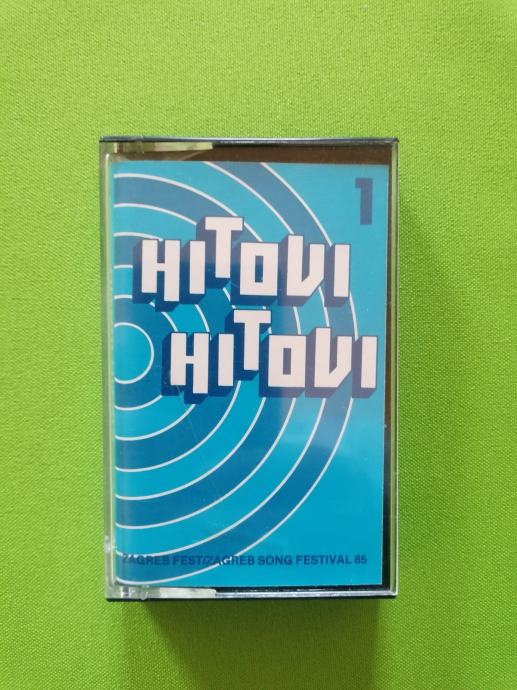 1
HITOVI
HITOVI
ZAGREB FEST/ZAGREB SONG FESTIVAL 85